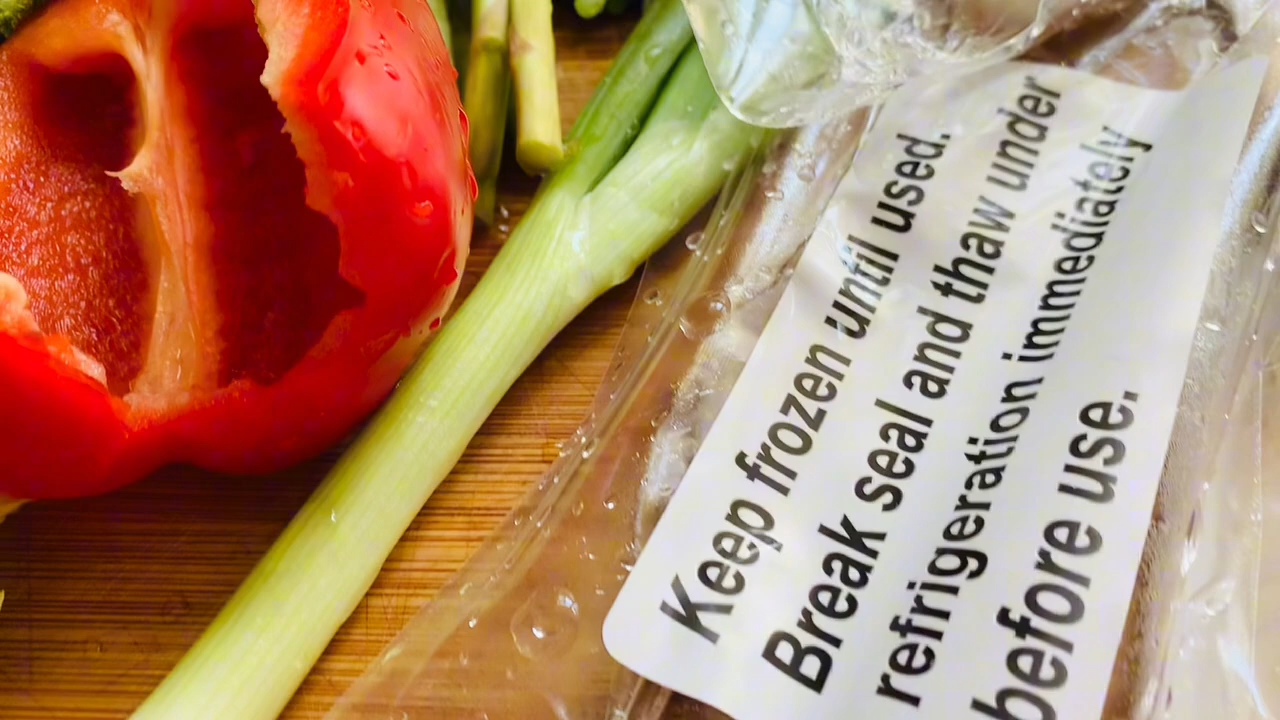 Keep frozen until used.
Break seal and thaw under
refrigeration immediately
before use.